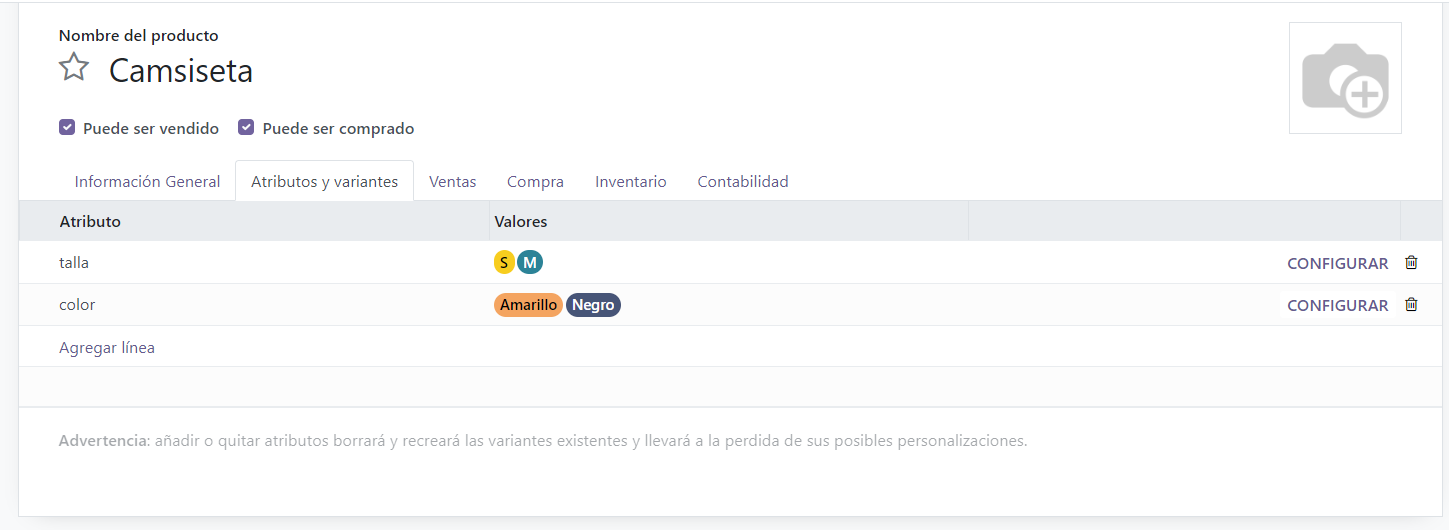 Nombre del producto
Camsiseta
Puede ser vendido Puede ser comprado
Información General Atributos y variantes Ventas Compra Inventario Contabilidad
Atributo Valores
talla S M CONFIGURAR
color Amarillo Negro CONFIGURAR
Agregar línea
Advertencia: añadir o quitar atributos borrará y recreará las variantes existentes y llevará a la perdida de sus posibles personalizaciones.